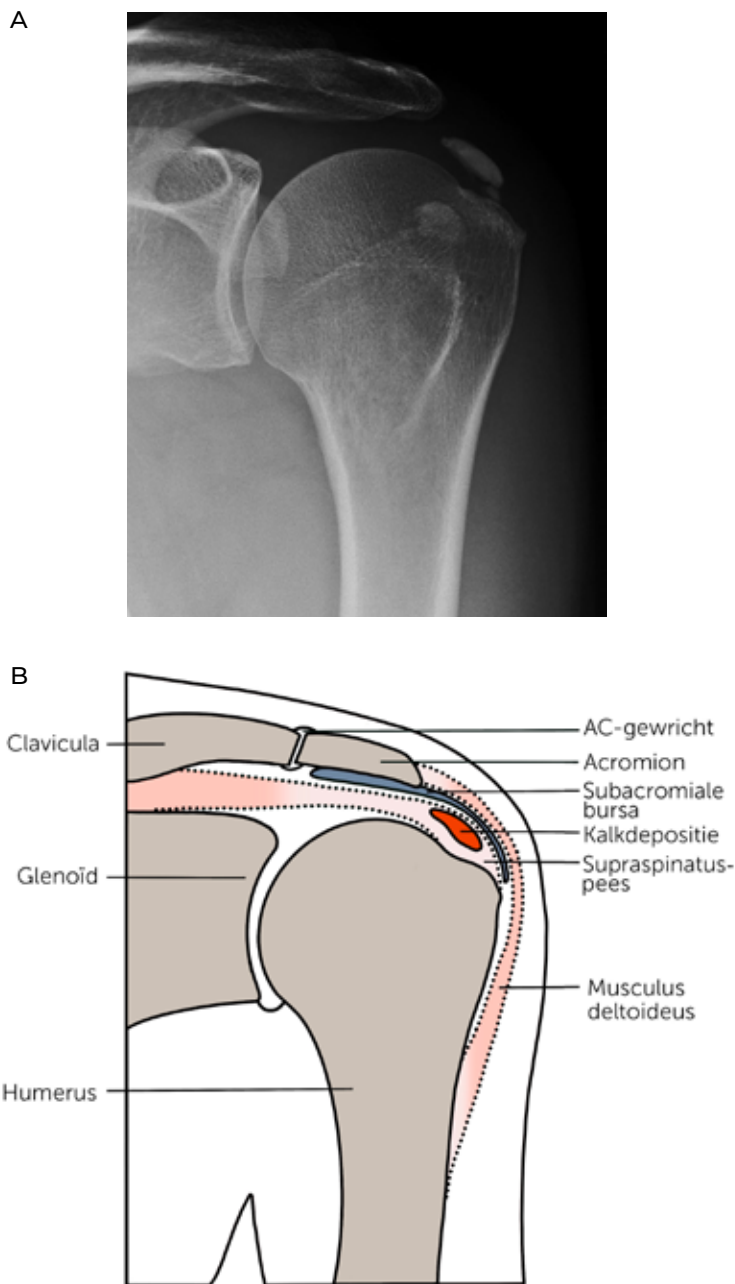 A
B
Clavicula
AC-gewricht
Acromion
Subacromiale
bursa
Kalkdepositie
Supraspinatus-
pees
Glenoïd
Musculus
deltoideus
Humerus